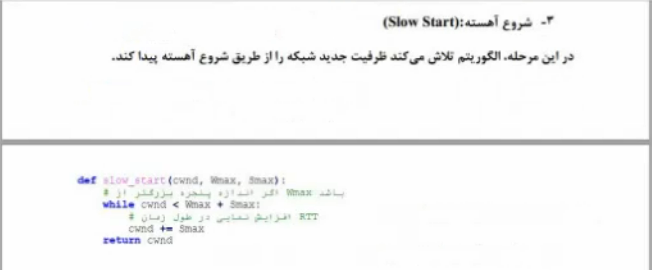 ۳- شروع آهسته:(Slow Start)
در این مرحله، الگوریتم تلاش می‌کند ظرفیت جدید شبکه را از طریق شروع آهسته پیدا کند.
def slow_start(cwnd, Wmax, Smax):
# اگر اندازه پنجره بزرگتر از Wmax باشد
while cwnd < Wmax + Smax:
# افزایش نمایی در طول زمان RTT
cwnd += Smax
return cwnd